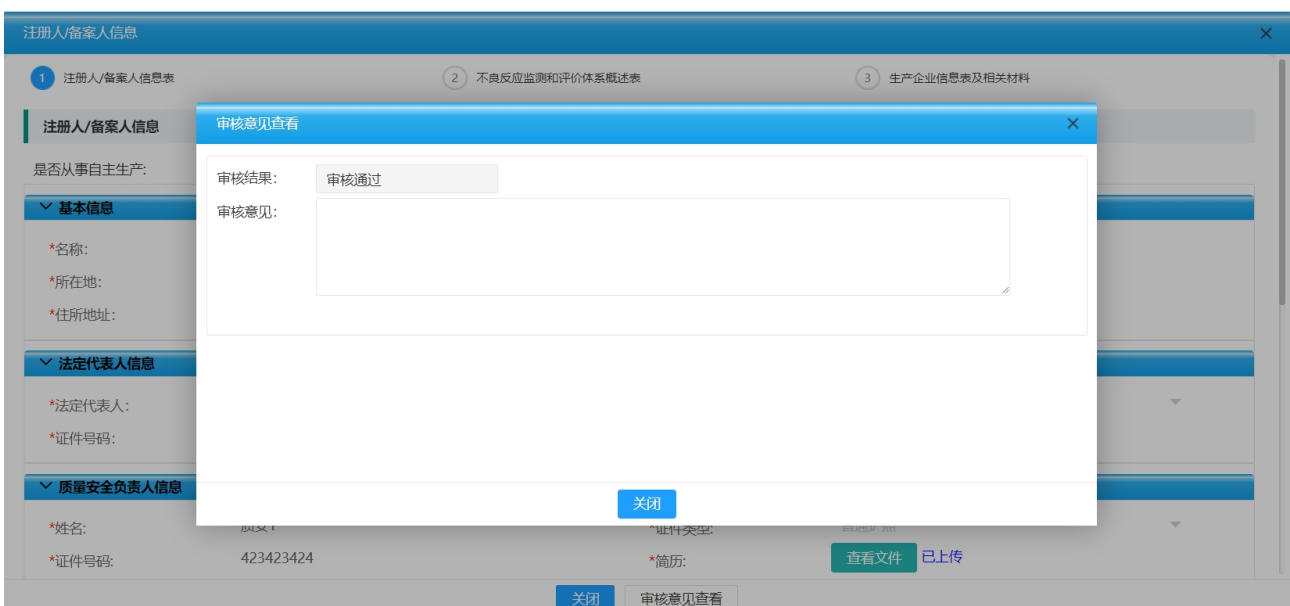 注册人/备案人信息
1 注册人/备案人信息表 2 不良反应监测和评价体系概述表 3 生产企业信息表及相关材料
注册人/备案人信息
审核意见查看
是否从事自主生产:
审核结果: 审核通过
审核意见:
基本信息
*名称:
*所在地:
*住所地址:
法定代表人信息
*法定代表人:
*证件号码:
质量安全负责人信息
关闭
*姓名: *证件类型:
*证件号码: 423423424 *简历: 查看文件 已上传
关闭 审核意见查看